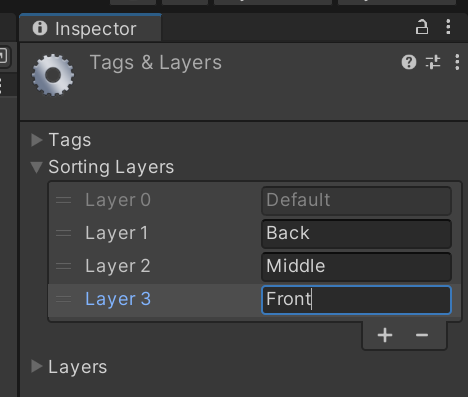 Inspector
Tags & Layers
Tags
Sorting Layers
Layer 0 Default
Layer 1 Back
Layer 2 Middle
Layer 3 Front
Layers